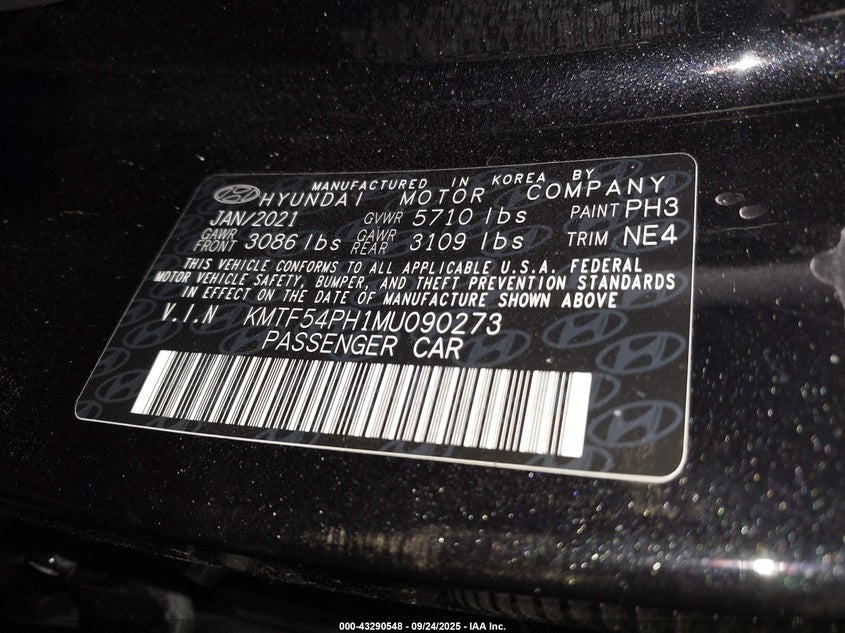 MANUFACTURED IN KOREA BY
HYUNDAI MOTOR COMPANY
JAN/2021 GVWR 5710 lbs PAINT PH3
GAWR FRONT 3086 lbs GAWR REAR 3109 lbs TRIM NE4
THIS VEHICLE CONFORMS TO ALL APPLICABLE U.S.A. FEDERAL
MOTOR VEHICLE SAFETY, BUMPER, AND THEFT PREVENTION STANDARDS
IN EFFECT ON THE DATE OF MANUFACTURE SHOWN ABOVE
V.I.N KMTF54PH1MU090273
PASSENGER CAR
000-43290548 - 09/24/2025 - IAA Inc.